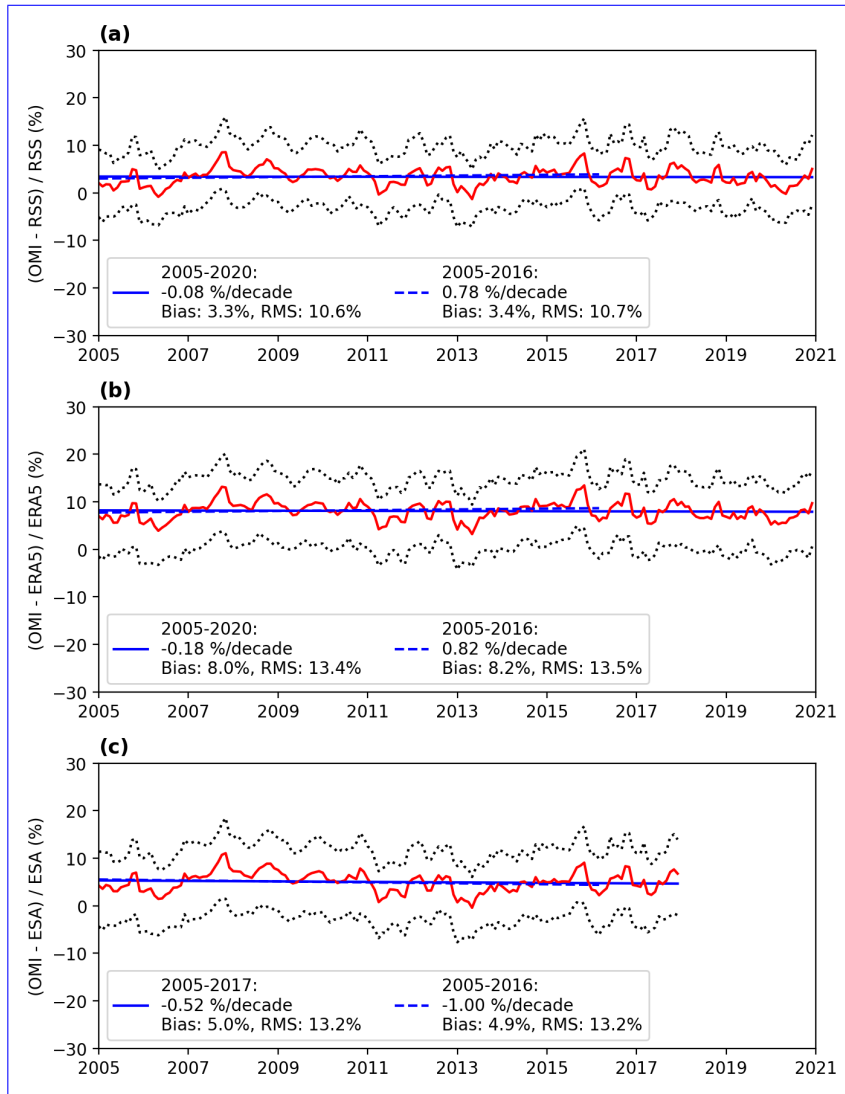 (a)
(OMI - RSS) / RSS (%)
30
20
10
0
−10
−20
−30
2005-2020:
-0.08 %/decade
Bias: 3.3%, RMS: 10.6%
2005-2016:
0.78 %/decade
Bias: 3.4%, RMS: 10.7%
2005 2007 2009 2011 2013 2015 2017 2019 2021
(b)
(OMI - ERA5) / ERA5 (%)
30
20
10
0
−10
−20
−30
2005-2020:
-0.18 %/decade
Bias: 8.0%, RMS: 13.4%
2005-2016:
0.82 %/decade
Bias: 8.2%, RMS: 13.5%
2005 2007 2009 2011 2013 2015 2017 2019 2021
(c)
(OMI - ESA) / ESA (%)
30
20
10
0
−10
−20
−30
2005-2017:
-0.52 %/decade
Bias: 5.0%, RMS: 13.2%
2005-2016:
-1.00 %/decade
Bias: 4.9%, RMS: 13.2%
2005 2007 2009 2011 2013 2015 2017 2019 2021